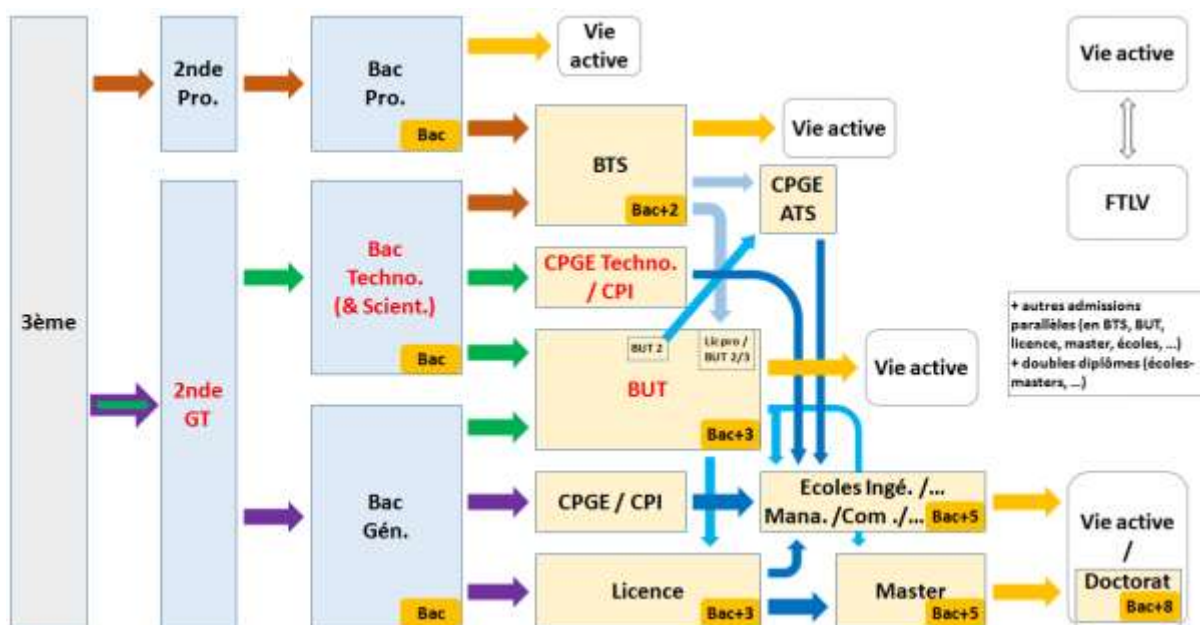 3ème
2nde
Pro.
2nde
GT
Bac
Pro.
Bac
Bac
Techno.
(& Scient.)
Bac
Bac
Gén.
Bac
Vie
active
BTS
Bac+2
Vie active
CPGE
ATS
CPGE Techno.
/ CPI
BUT 2
Lic pro /
BUT 2/3
BUT
Bac+3
Vie active
CPGE / CPI
Ecoles Ingé. /...
Mana. /Com ./...
Bac+5
Licence
Bac+3
Master
Bac+5
Vie active
FTLV
+ autres admissions
parallèles (en BTS, BUT,
licence, master, écoles, ...)
+ doubles diplômes (écoles-
masters, ...)
Vie active
/
Doctorat
Bac+8